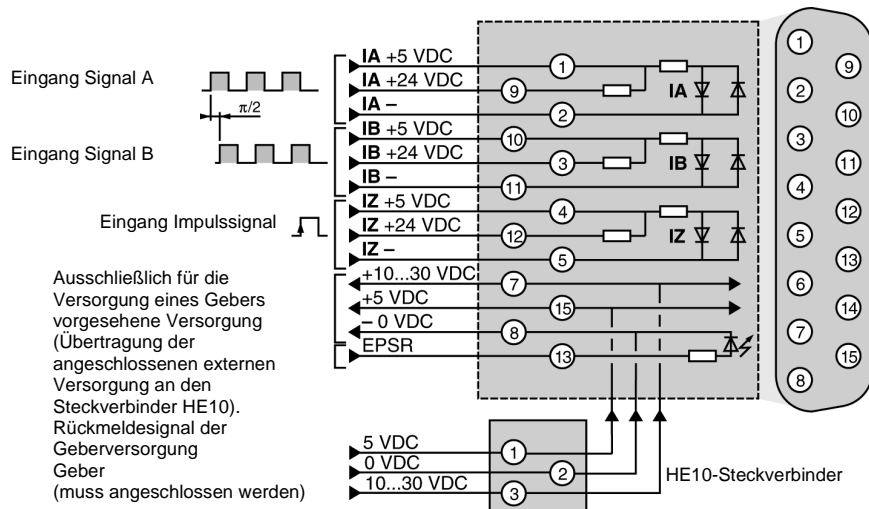 Eingang Signal A
π/2
Eingang Signal B
Eingang Impulssignal
Ausschließlich für die
Versorgung eines Gebers
vorgesehene Versorgung
(Übertragung der
angeschlossenen externen
Versorgung an den
Steckverbinder HE10).
Rückmeldesignal der
Geberversorgung
Geber
(muss angeschlossen werden)
IA +5 VDC 1
IA +24 VDC 9
IA – 2
IA
IB +5 VDC 10
IB +24 VDC 3
IB – 11
IB
IZ +5 VDC 4
IZ +24 VDC 12
IZ – 5
IZ
+10...30 VDC 7
+5 VDC 15
– 0 VDC 8
EPSR 13
5 VDC 1
0 VDC 2
10...30 VDC 3
HE10-Steckverbinder
1
9
2
10
3
11
4
12
5
13
6
14
7
15
8